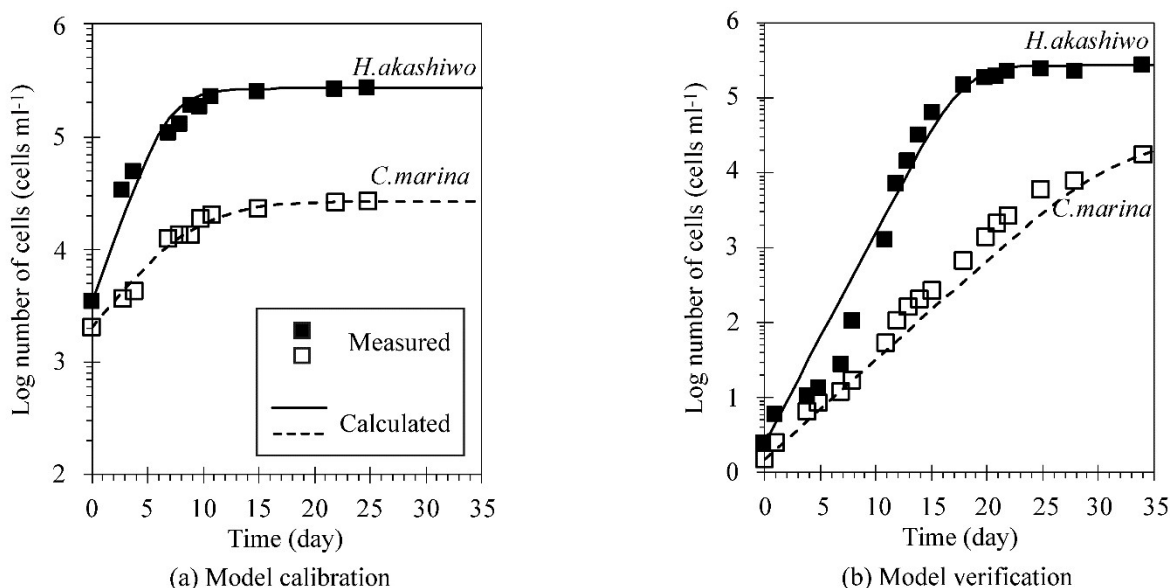 6
5
4
3
2
Log number of cells (cells ml⁻¹)
H.akashiwo
C.marina
Measured
Calculated
0 5 10 15 20 25 30 35
Time (day)
(a) Model calibration
6
5
4
3
2
1
0
Log number of cells (cells ml⁻¹)
H.akashiwo
C.marina
0 5 10 15 20 25 30 35
Time (day)
(b) Model verification